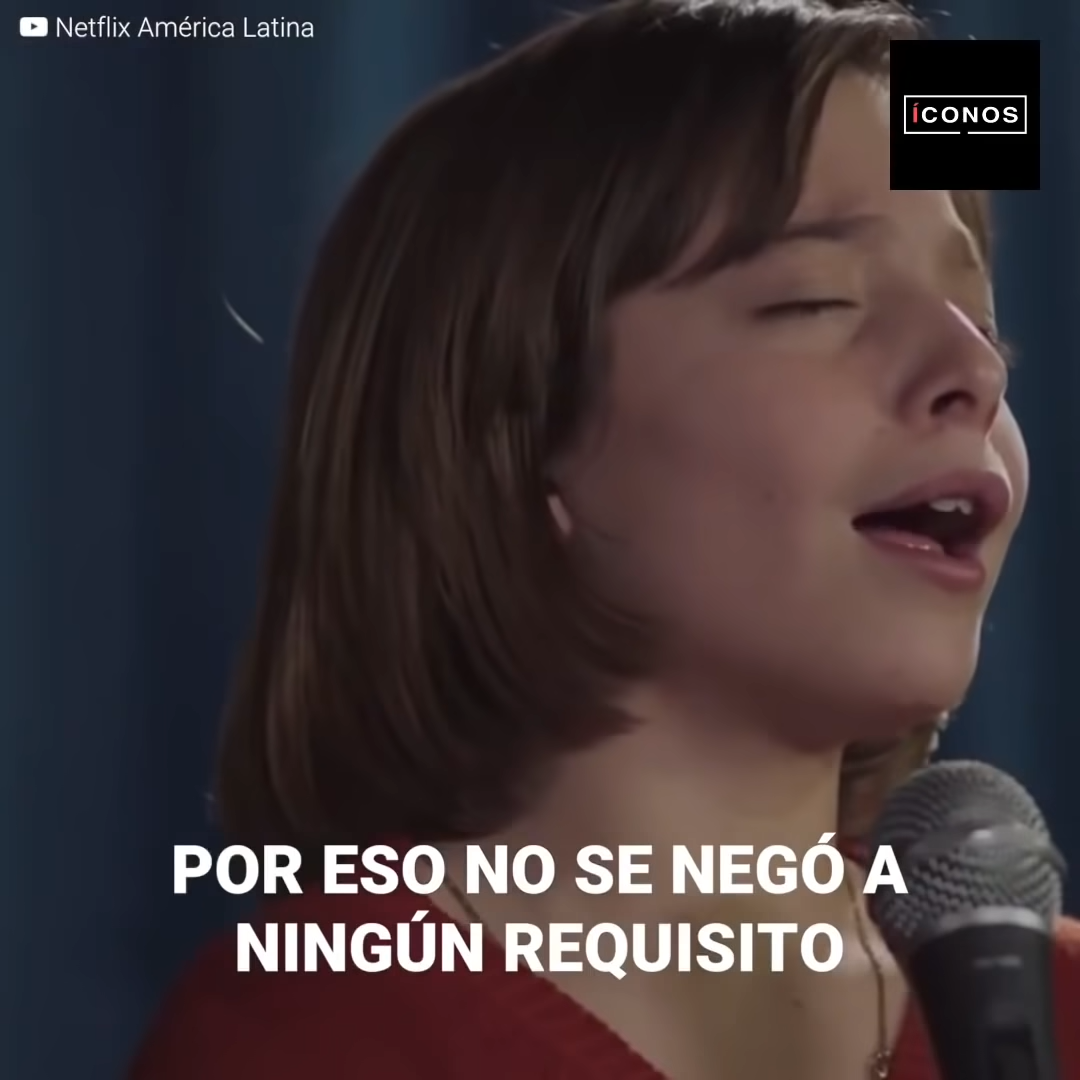 Netflix América Latina
ÍCONOS
POR ESO NO SE NEGÓ A
NINGÚN REQUISITO